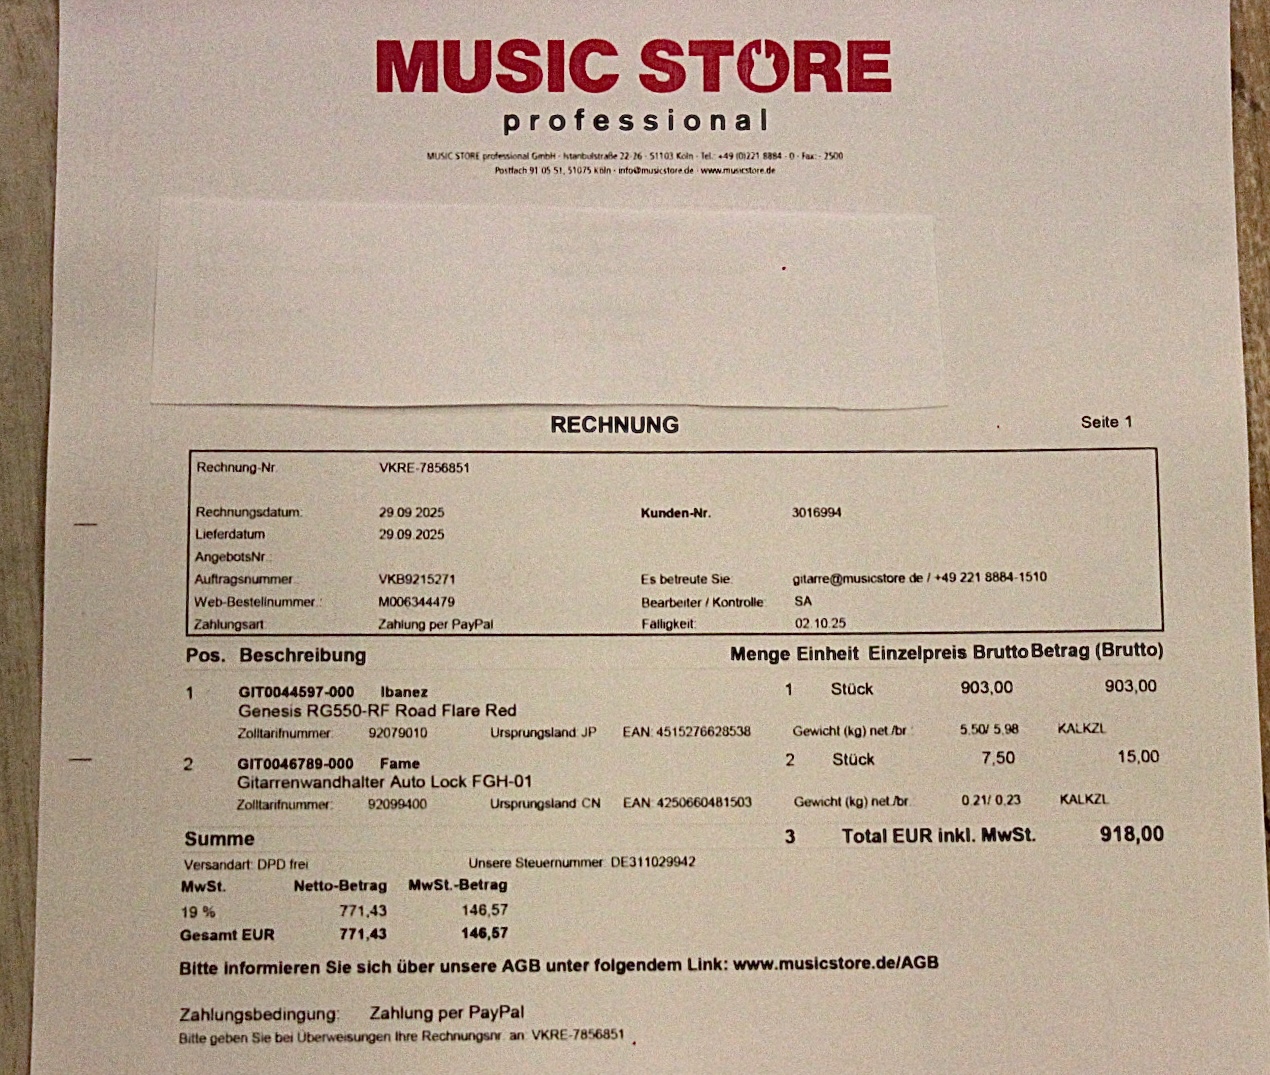 MUSIC STORE
professional
MUSIC STORE professional GmbH · Istanbulstraße 22-26 · 51103 Köln · Tel.: +49 (0)221 8884 - 0 · Fax: - 2500
Postfach 91 05 51, 51075 Köln · info@musicstore.de · www.musicstore.de
RECHNUNG Seite 1
Rechnung-Nr. VKRE-7856851
Rechnungsdatum: 29.09.2025 Kunden-Nr. 3016994
Lieferdatum 29.09.2025
AngebotsNr.:
Auftragsnummer VKB9215271 Es betreute Sie: gitarre@musicstore.de / +49 221 8884-1510
Web-Bestellnummer.: M006344479 Bearbeiter / Kontrolle: SA
Zahlungsart: Zahlung per PayPal Fälligkeit: 02.10.25
Pos. Beschreibung Menge Einheit Einzelpreis Brutto Betrag (Brutto)
1 GIT0044597-000 Ibanez 1 Stück 903,00 903,00
Genesis RG550-RF Road Flare Red
Zolltarifnummer: 92079010 Ursprungsland: JP EAN: 4515276628538 Gewicht (kg) net./br.: 5.50/ 5.98 KALKZL
2 GIT0046789-000 Fame 2 Stück 7,50 15,00
Gitarrenwandhalter Auto Lock FGH-01
Zolltarifnummer: 92099400 Ursprungsland: CN EAN: 4250660481503 Gewicht (kg) net./br.: 0.21/ 0.23 KALKZL
Summe 3 Total EUR inkl. MwSt. 918,00
Versandart: DPD frei Unsere Steuernummer: DE311029942
MwSt. Netto-Betrag MwSt.-Betrag
19 % 771,43 146,57
Gesamt EUR 771,43 146,57
Bitte informieren Sie sich über unsere AGB unter folgendem Link: www.musicstore.de/AGB
Zahlungsbedingung: Zahlung per PayPal
Bitte geben Sie bei Überweisungen Ihre Rechnungsnr. an: VKRE-7856851